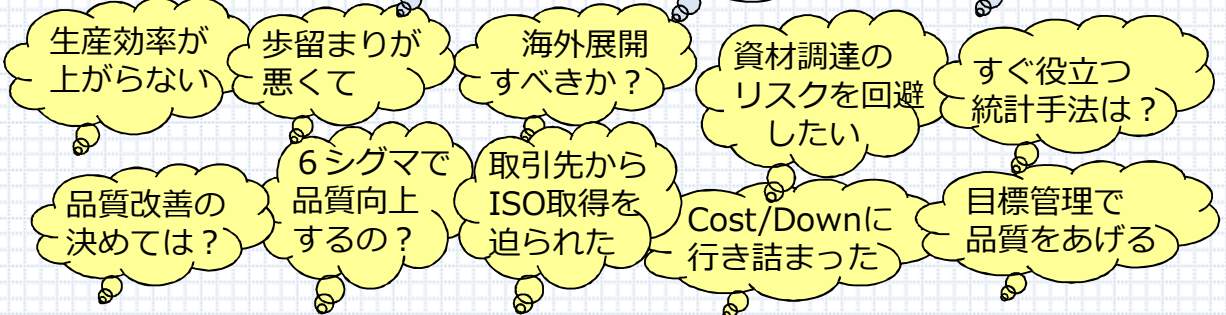 生産効率が
上がらない
歩留まりが
悪くて
海外展開
すべきか？
資材調達の
リスクを回避
したい
すぐ役立つ
統計手法は？
品質改善の
決めては？
６シグマで
品質向上
するの？
取引先から
ISO取得を
迫られた
Cost/Downに
行き詰まった
目標管理で
品質をあげる